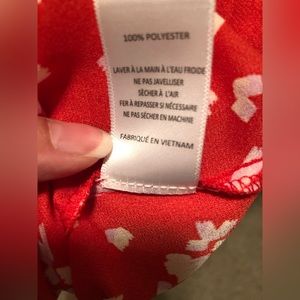 100% POLYESTER
LAVER À LA MAIN À L'EAU FROIDE
NE PAS JAVELLISER
SÉCHER À L'AIR
FER À REPASSER SI NÉCESSAIRE
NE PAS SÉCHER EN MACHINE
FABRIQUÉ EN VIETNAM